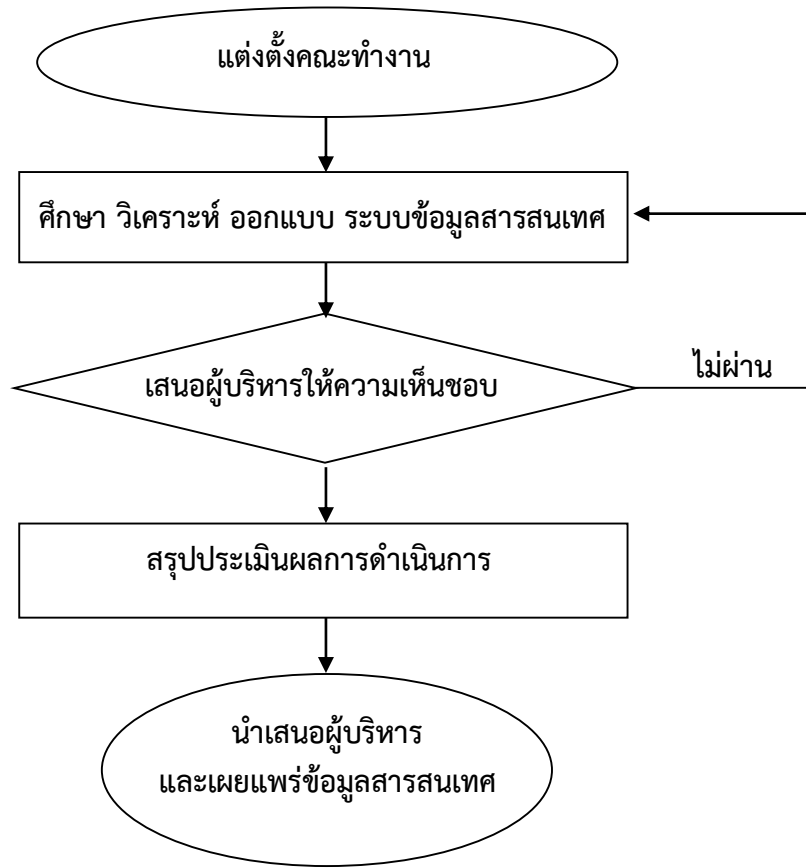 แต่งตั้งคณะทำงาน
ศึกษา วิเคราะห์ ออกแบบ ระบบข้อมูลสารสนเทศ
เสนอผู้บริหารให้ความเห็นชอบ
ไม่ผ่าน
สรุปประเมินผลการดำเนินการ
นำเสนอผู้บริหาร
และเผยแพร่ข้อมูลสารสนเทศ